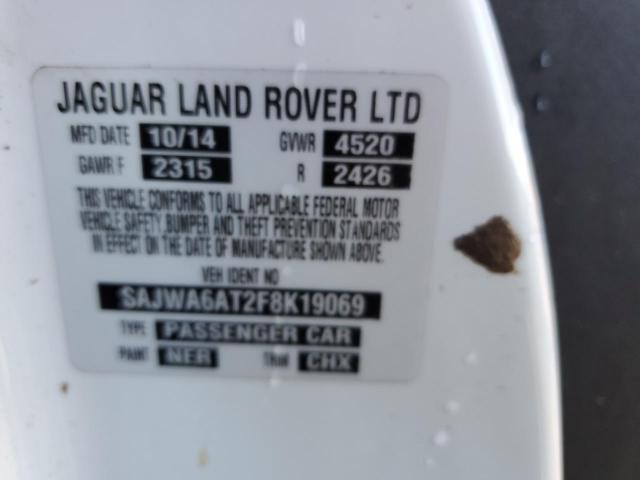 JAGUAR LAND ROVER LTD
MFD DATE 10/14 GVWR 4520
GAWR F 2315 R 2426
THIS VEHICLE CONFORMS TO ALL APPLICABLE FEDERAL MOTOR
VEHICLE SAFETY, BUMPER AND THEFT PREVENTION STANDARDS
IN EFFECT ON THE DATE OF MANUFACTURE SHOWN ABOVE.
VEH IDENT NO
SAJWA6AT2F8K19069
TYPE PASSENGER CAR
PAINT NER TRIM CHX